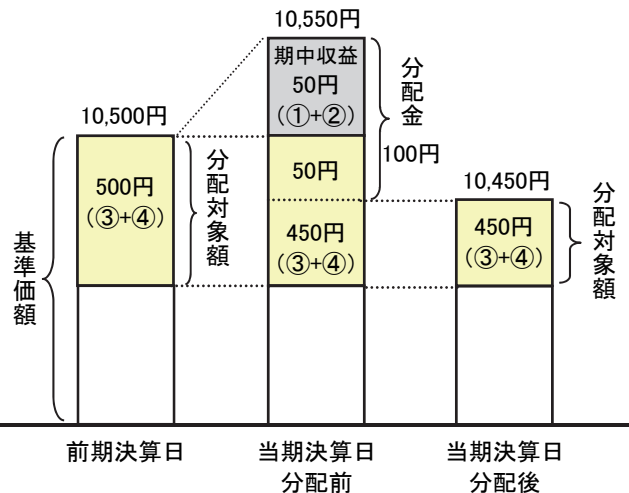 10,500円
500円
(③+④)
分配対象額
基準価額
前期決算日
10,550円
期中収益
50円
(①+②)
50円
450円
(③+④)
分配金
100円
当期決算日
分配前
10,450円
450円
(③+④)
分配対象額
当期決算日
分配後